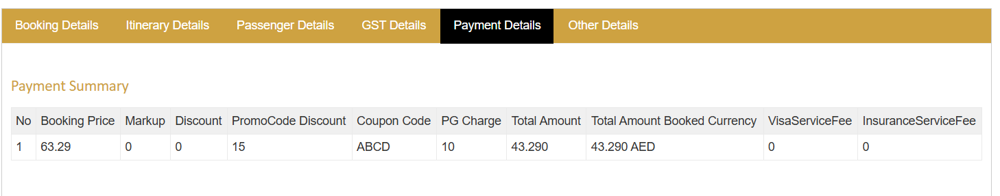 Booking Details Itinerary Details Passenger Details GST Details Payment Details Other Details
Payment Summary
No Booking Price Markup Discount PromoCode Discount Coupon Code PG Charge Total Amount Total Amount Booked Currency VisaServiceFee InsuranceServiceFee
1 63.29 0 0 15 ABCD 10 43.290 43.290 AED 0 0